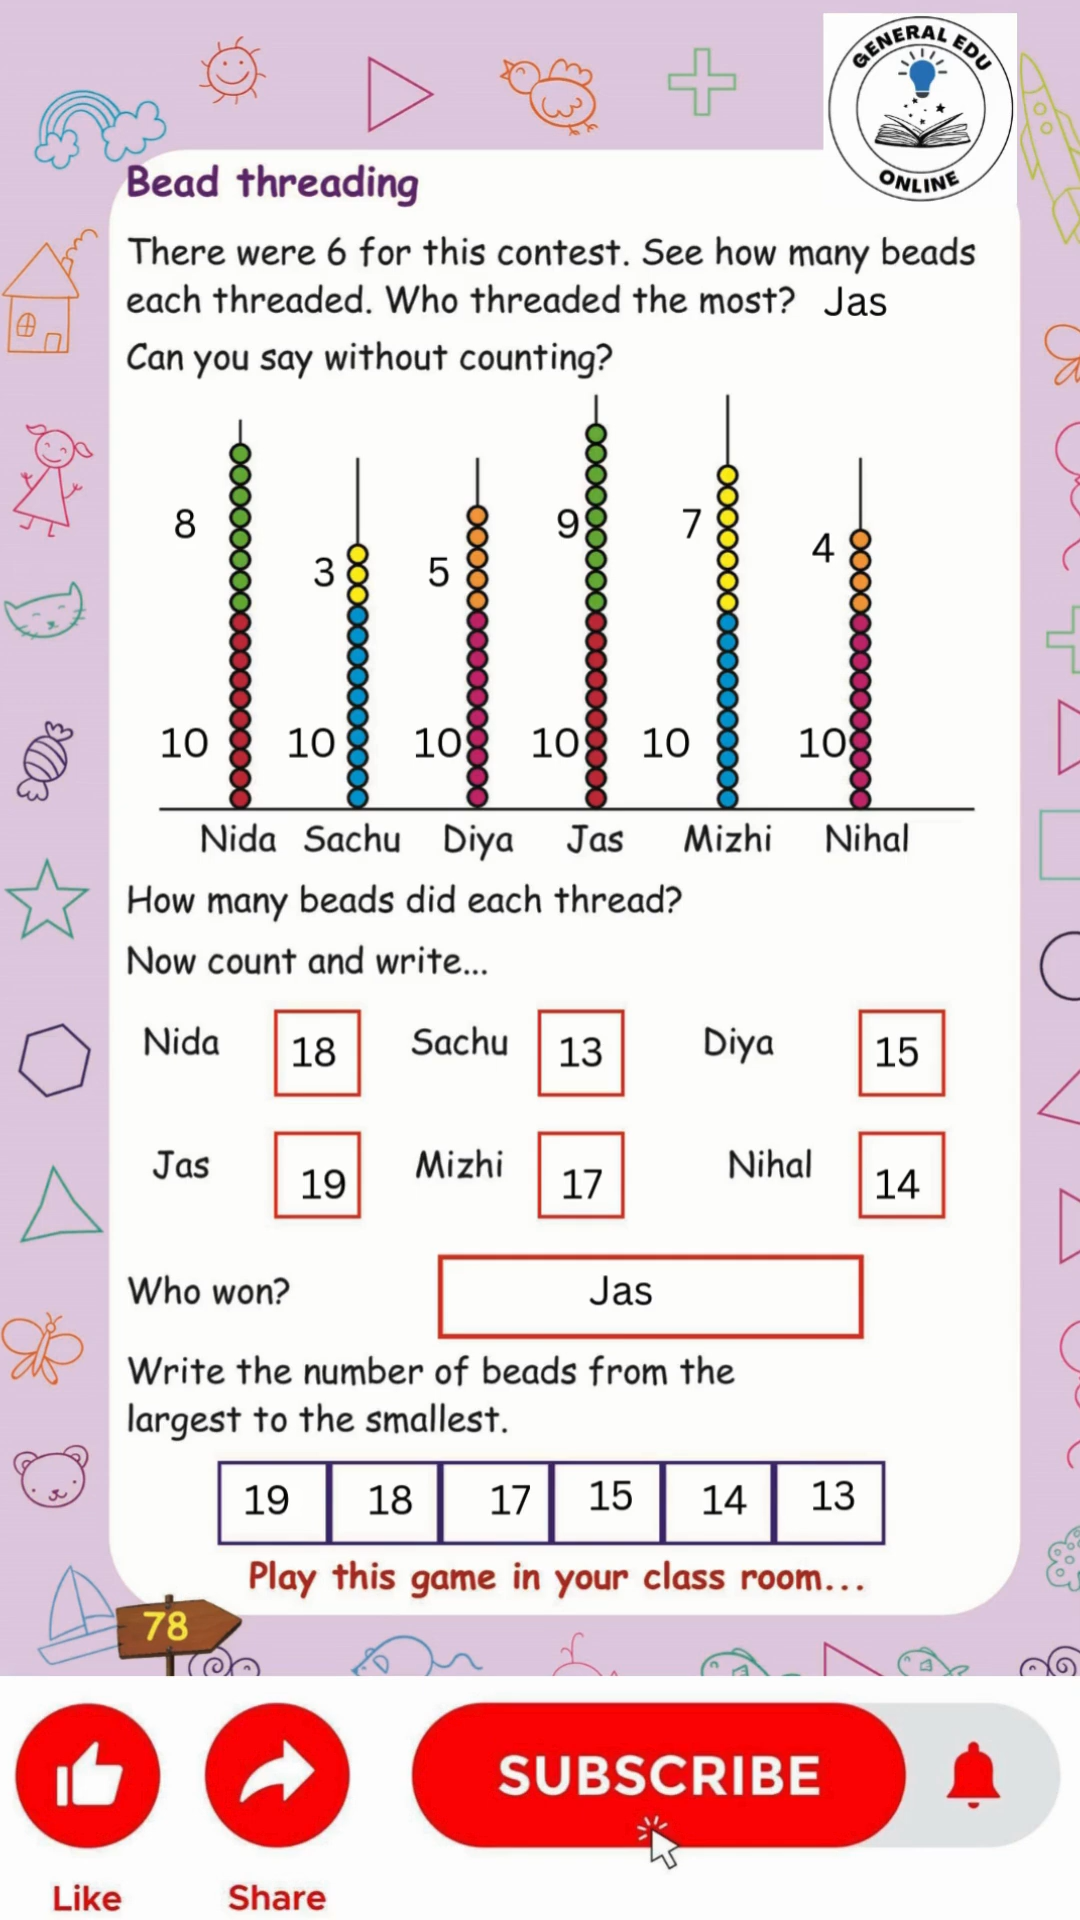 GENERAL EDU
ONLINE
Bead threading
There were 6 for this contest. See how many beads
each threaded. Who threaded the most? Jas
Can you say without counting?
8 3 5 9 7 4
10 10 10 10 10 10
Nida Sachu Diya Jas Mizhi Nihal
How many beads did each thread?
Now count and write...
Nida 18 Sachu 13 Diya 15
Jas 19 Mizhi 17 Nihal 14
Who won? Jas
Write the number of beads from the
largest to the smallest.
19 18 17 15 14 13
Play this game in your class room...
78
SUBSCRIBE
Like Share